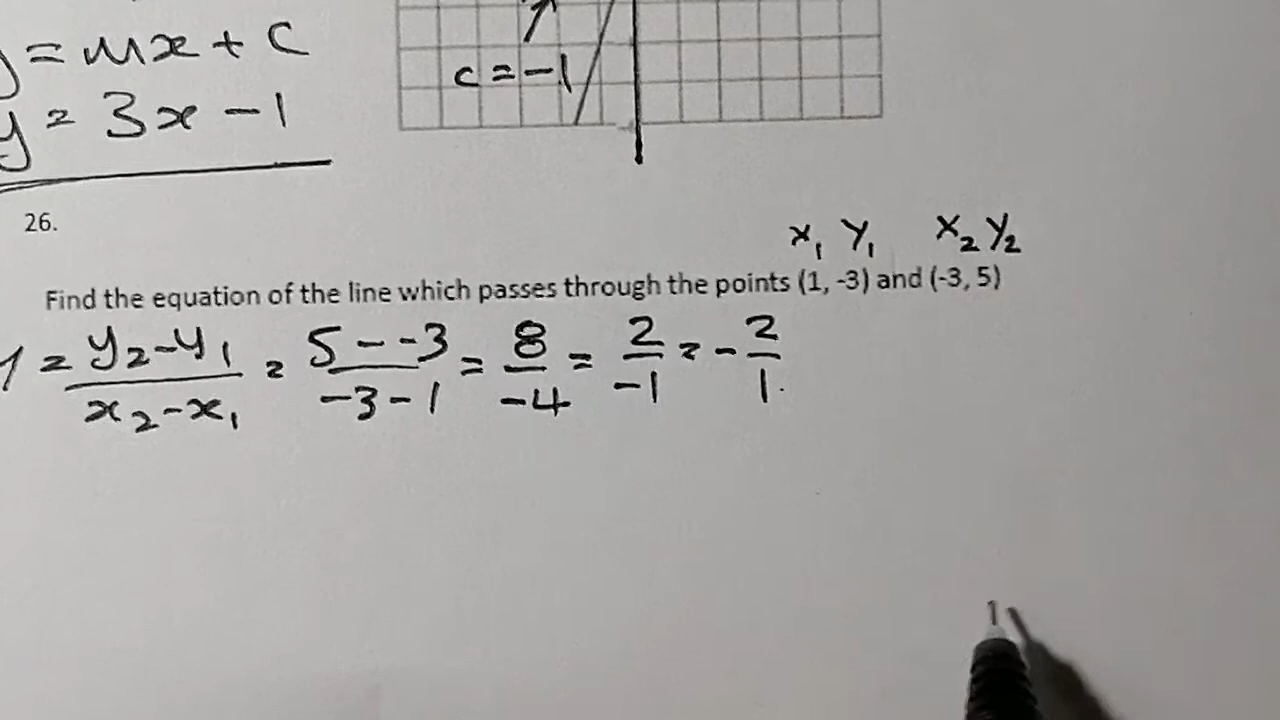 y = mx + c
c = -1
y = 3x - 1
26.
x₁ y₁ x₂ y₂
Find the equation of the line which passes through the points (1, -3) and (-3, 5)
= y₂-y₁ / x₂-x₁ = 5--3 / -3-1 = 8 / -4 = 2 / -1 = - 2 / 1.